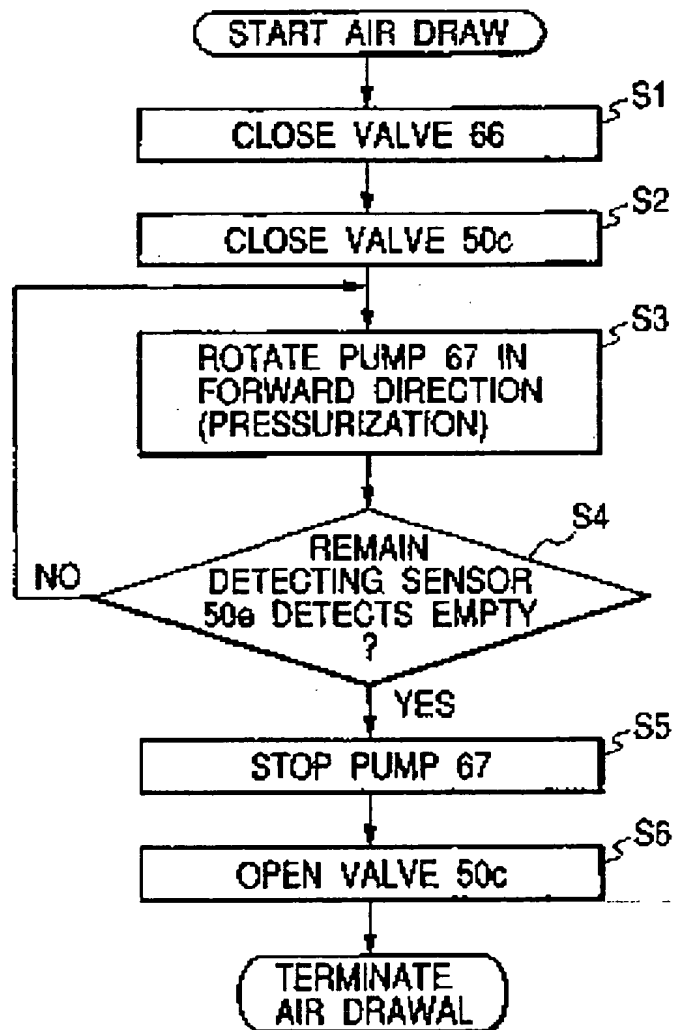 START AIR DRAW
S1
CLOSE VALVE 66
S2
CLOSE VALVE 50c
S3
ROTATE PUMP 67 IN
FORWARD DIRECTION
(PRESSURIZATION)
S4
REMAIN
DETECTING SENSOR
50e DETECTS EMPTY
?
NO
YES
S5
STOP PUMP 67
S6
OPEN VALVE 50c
TERMINATE
AIR DRAWAL